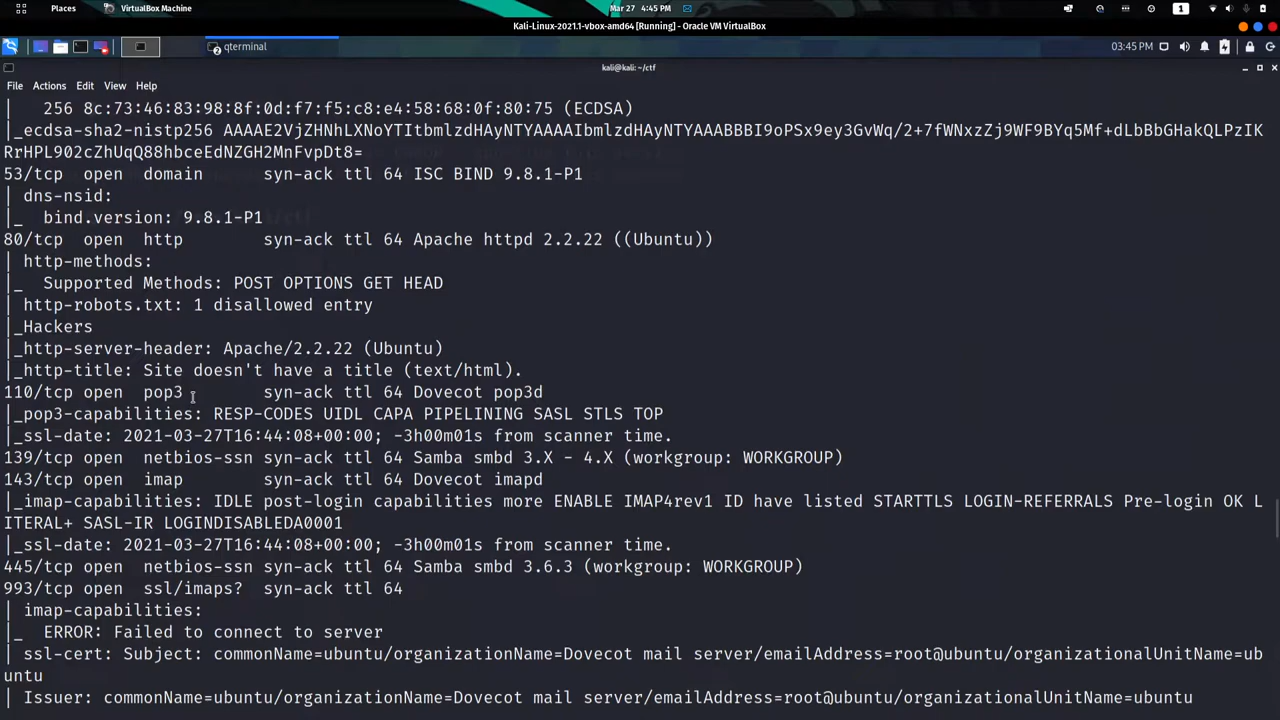 Places
VirtualBox Machine
Mar 27 4:45 PM
1
Kali-Linux-2021.1-vbox-amd64 [Running] - Oracle VM VirtualBox
2
qterminal
03:45 PM
kali@kali: ~/ctf
File Actions Edit View Help
| 256 8c:73:46:83:98:8f:0d:f7:f5:c8:e4:58:68:0f:80:75 (ECDSA)
|_ecdsa-sha2-nistp256 AAAAE2VjZHNhLXNoYTItbmlzdHAyNTYAAAAIbmlzdHAyNTYAAABBBI9oPSx9ey3GvWq/2+7fWNxzZj9WF9BYq5Mf+dLbBbGHakQLPzIK
RrHPL902cZhUqQ88hbceEdNZGH2MnFvpDt8=
53/tcp open domain syn-ack ttl 64 ISC BIND 9.8.1-P1
| dns-nsid:
|_ bind.version: 9.8.1-P1
80/tcp open http syn-ack ttl 64 Apache httpd 2.2.22 ((Ubuntu))
| http-methods:
|_ Supported Methods: POST OPTIONS GET HEAD
| http-robots.txt: 1 disallowed entry
|_Hackers
|_http-server-header: Apache/2.2.22 (Ubuntu)
|_http-title: Site doesn't have a title (text/html).
110/tcp open pop3 syn-ack ttl 64 Dovecot pop3d
|_pop3-capabilities: RESP-CODES UIDL CAPA PIPELINING SASL STLS TOP
|_ssl-date: 2021-03-27T16:44:08+00:00; -3h00m01s from scanner time.
139/tcp open netbios-ssn syn-ack ttl 64 Samba smbd 3.X - 4.X (workgroup: WORKGROUP)
143/tcp open imap syn-ack ttl 64 Dovecot imapd
|_imap-capabilities: IDLE post-login capabilities more ENABLE IMAP4rev1 ID have listed STARTTLS LOGIN-REFERRALS Pre-login OK L
ITERAL+ SASL-IR LOGINDISABLEDA0001
|_ssl-date: 2021-03-27T16:44:08+00:00; -3h00m01s from scanner time.
445/tcp open netbios-ssn syn-ack ttl 64 Samba smbd 3.6.3 (workgroup: WORKGROUP)
993/tcp open ssl/imaps? syn-ack ttl 64
| imap-capabilities:
|_ ERROR: Failed to connect to server
| ssl-cert: Subject: commonName=ubuntu/organizationName=Dovecot mail server/emailAddress=root@ubuntu/organizationalUnitName=ub
untu
| Issuer: commonName=ubuntu/organizationName=Dovecot mail server/emailAddress=root@ubuntu/organizationalUnitName=ubuntu